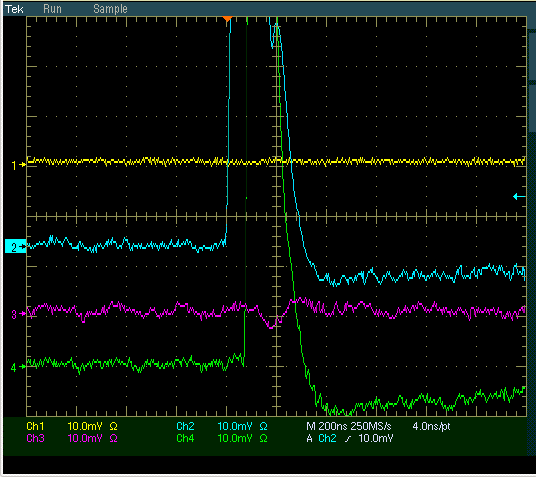 Tek Run Sample
1
2
3
4
Ch1 10.0mV Ω Ch2 10.0mV Ω M 200ns 250MS/s 4.0ns/pt
Ch3 10.0mV Ω Ch4 10.0mV Ω A Ch2 ∫ 10.0mV